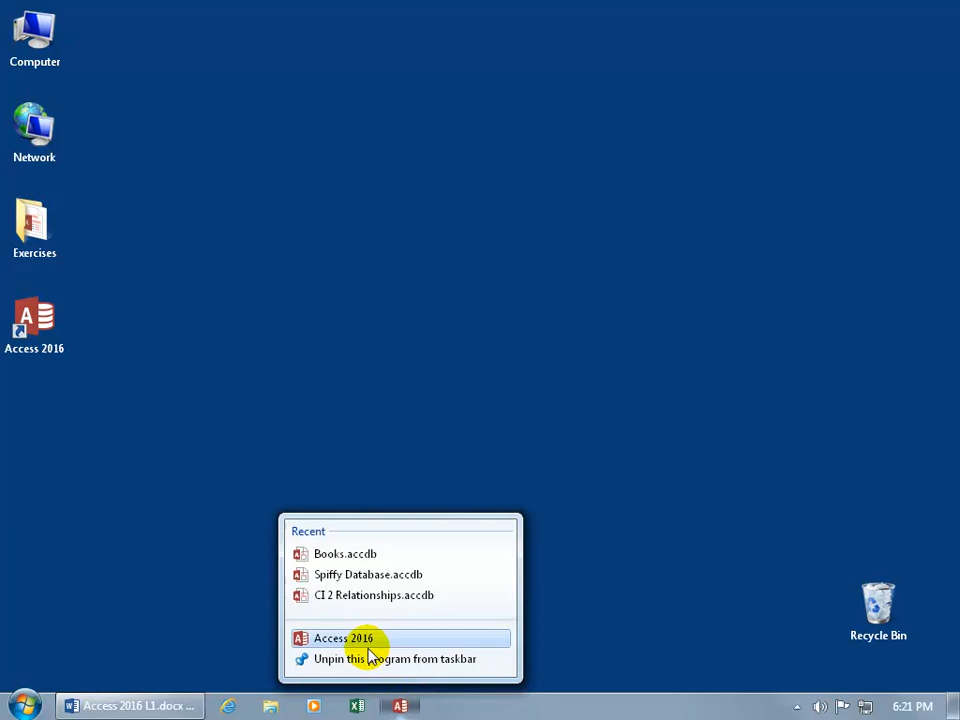 Computer
Network
Exercises
Access 2016
Recent
Books.accdb
Spiffy Database.accdb
CI 2 Relationships.accdb
Access 2016
Unpin this program from taskbar
Recycle Bin
Access 2016 L1.docx ...
6:21 PM